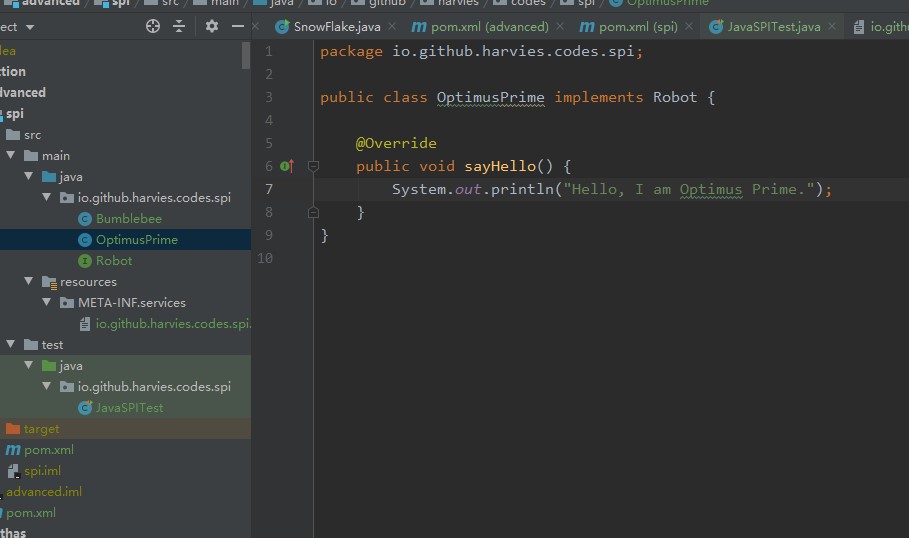 advanced spi src main java io github harvies codes spi OptimusPrime
ect
SnowFlake.java pom.xml (advanced) pom.xml (spi) JavaSPITest.java io.gith
lea
ction
dvanced
spi
src
main
java
io.github.harvies.codes.spi
Bumblebee
OptimusPrime
Robot
resources
META-INF.services
io.github.harvies.codes.spi.
test
java
io.github.harvies.codes.spi
JavaSPITest
target
pom.xml
spi.iml
advanced.iml
pom.xml
thas
1 package io.github.harvies.codes.spi;
2
3 public class OptimusPrime implements Robot {
4
5 @Override
6 public void sayHello() {
7 System.out.println("Hello, I am Optimus Prime.");
8 }
9 }
10